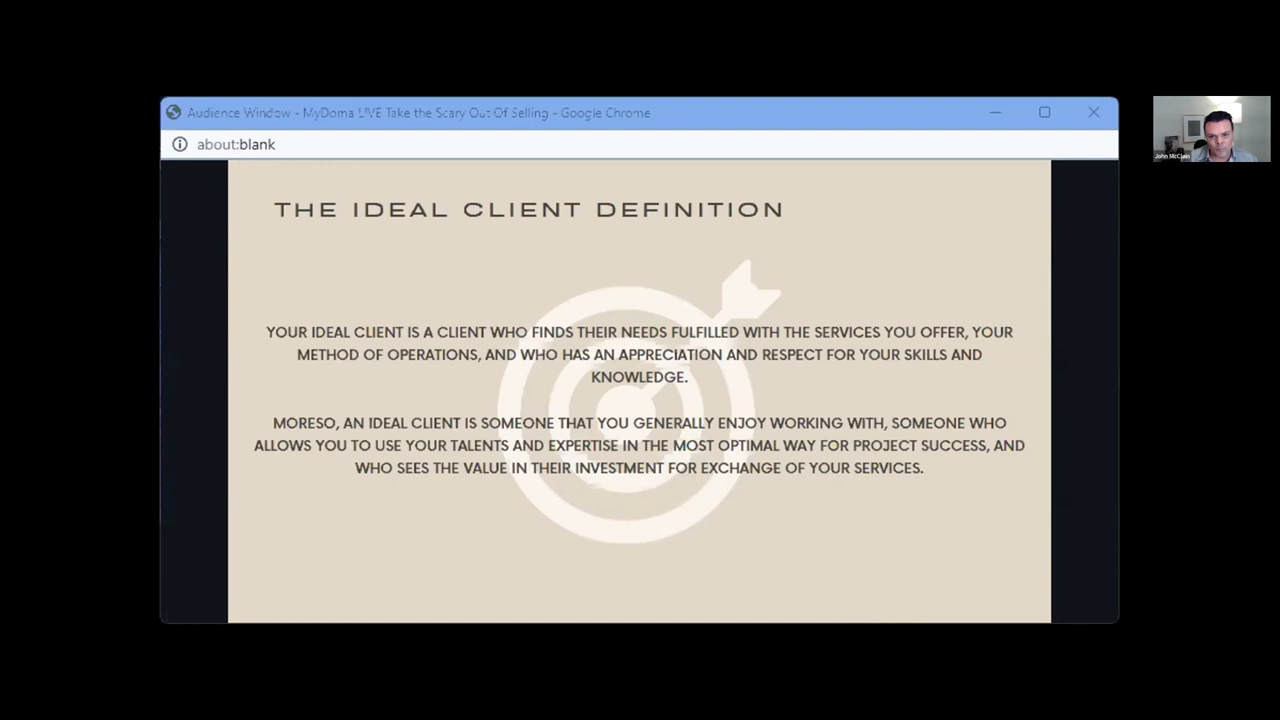 Audience Window - MyDoma LIVE Take the Scary Out Of Selling - Google Chrome
about:blank
John McClain
THE IDEAL CLIENT DEFINITION
YOUR IDEAL CLIENT IS A CLIENT WHO FINDS THEIR NEEDS FULFILLED WITH THE SERVICES YOU OFFER, YOUR
METHOD OF OPERATIONS, AND WHO HAS AN APPRECIATION AND RESPECT FOR YOUR SKILLS AND
KNOWLEDGE.
MORESO, AN IDEAL CLIENT IS SOMEONE THAT YOU GENERALLY ENJOY WORKING WITH, SOMEONE WHO
ALLOWS YOU TO USE YOUR TALENTS AND EXPERTISE IN THE MOST OPTIMAL WAY FOR PROJECT SUCCESS, AND
WHO SEES THE VALUE IN THEIR INVESTMENT FOR EXCHANGE OF YOUR SERVICES.